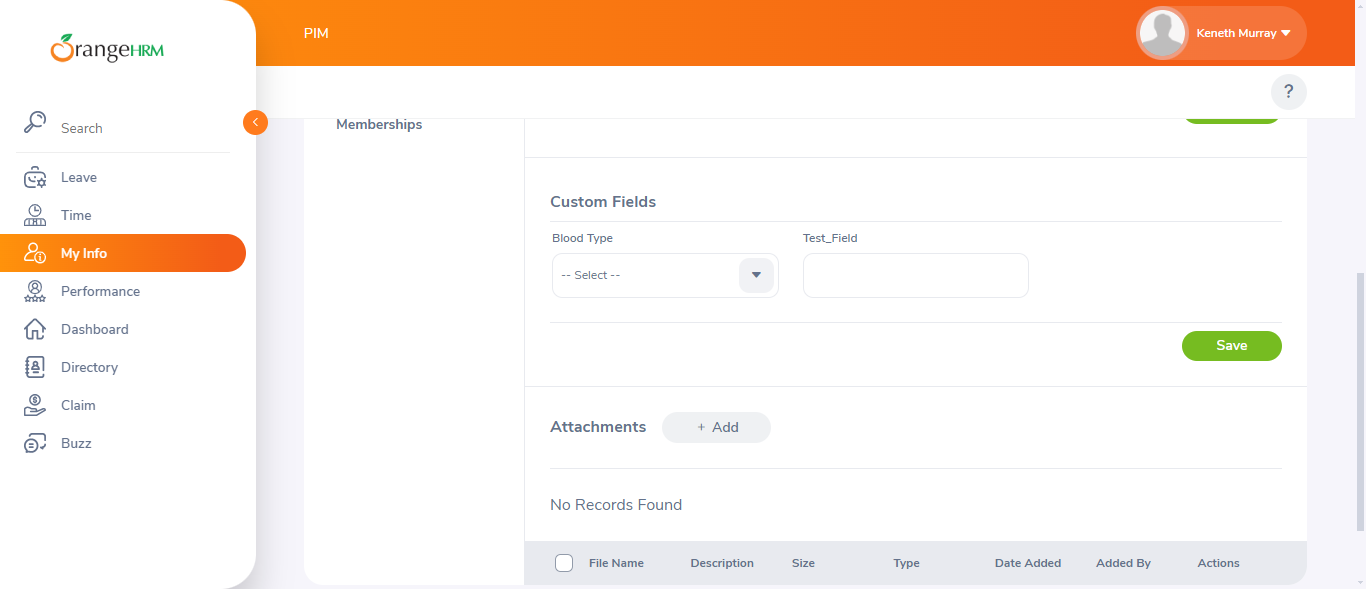 OrangeHRM
Search
Leave
Time
My Info
Performance
Dashboard
Directory
Claim
Buzz
PIM
Keneth Murray
?
Memberships
Custom Fields
Blood Type
Test_Field
-- Select --
Save
Attachments
+ Add
No Records Found
File Name Description Size Type Date Added Added By Actions